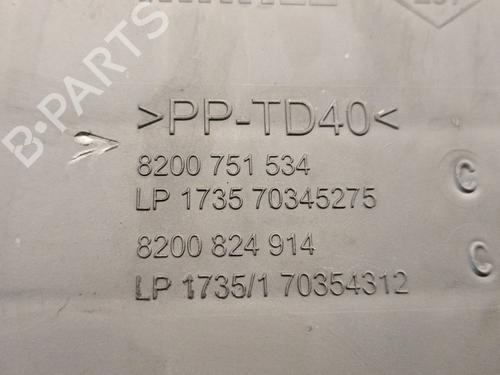 >PP-TD40<
8200 751 534 C
LP 1735 70345275
8200 824 914 C
LP 1735/1 70354312
B-PARTS